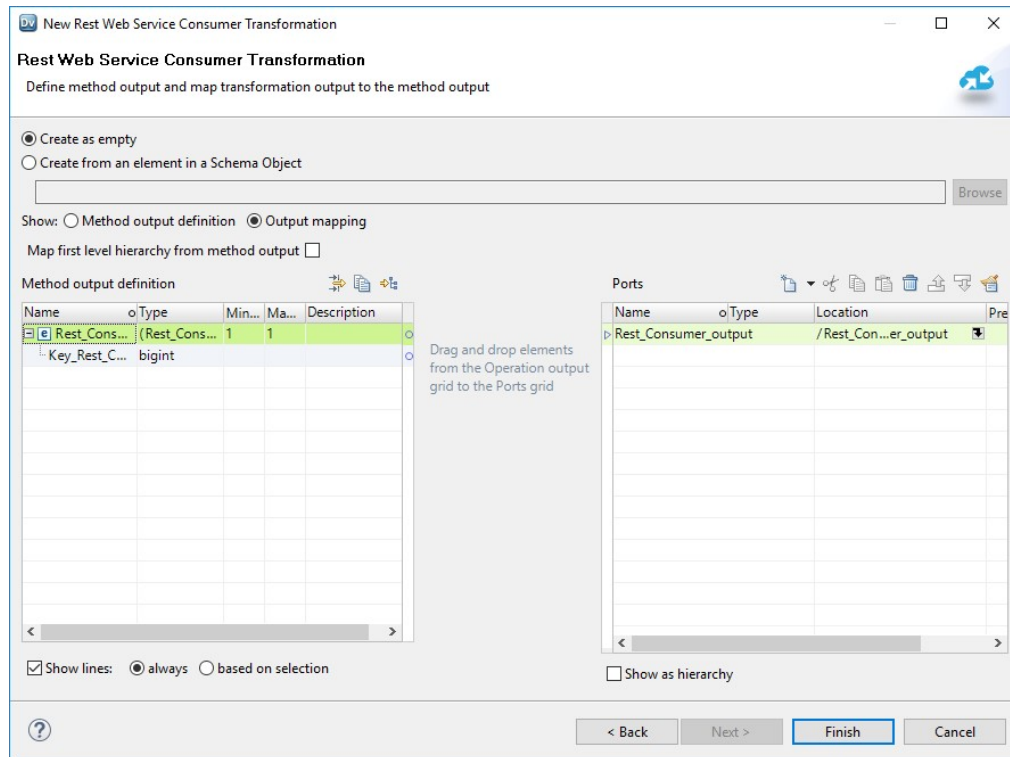 Dv New Rest Web Service Consumer Transformation
Rest Web Service Consumer Transformation
Define method output and map transformation output to the method output
Create as empty
Create from an element in a Schema Object
Browse
Show: Method output definition Output mapping
Map first level hierarchy from method output
Method output definition
Name Type Min... Ma... Description
e Rest_Cons... (Rest_Cons... 1 1
Key_Rest_C... bigint
Drag and drop elements
from the Operation output
grid to the Ports grid
Ports
Name Type Location Pre
Rest_Consumer_output /Rest_Con...er_output
Show lines: always based on selection
Show as hierarchy
? < Back Next > Finish Cancel